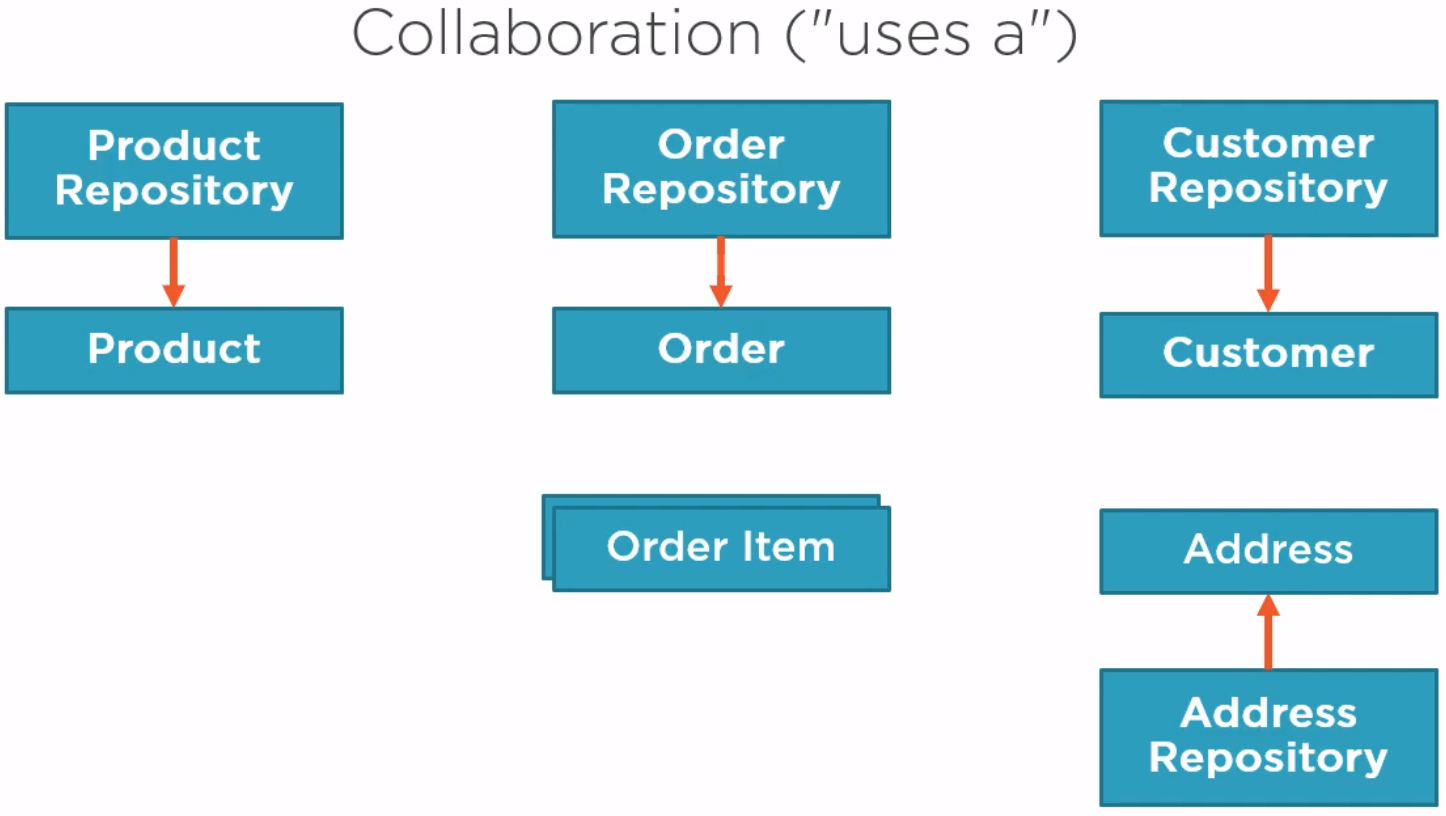 Collaboration ("uses a")
Product
Repository
Order
Repository
Customer
Repository
Product
Order
Customer
Order Item
Address
Address
Repository